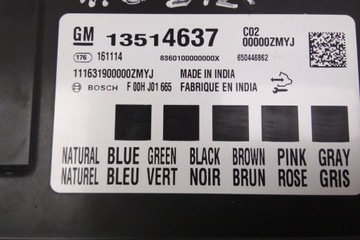 GM 13514637 C02
00000ZMYJ
176 161114 8360100000000X 650446862
111631900000ZMYJ MADE IN INDIA
BOSCH F 00H J01 665 FABRIQUE EN INDIA
NATURAL BLUE GREEN BLACK BROWN PINK GRAY
NATUREL BLEU VERT NOIR BRUN ROSE GRIS